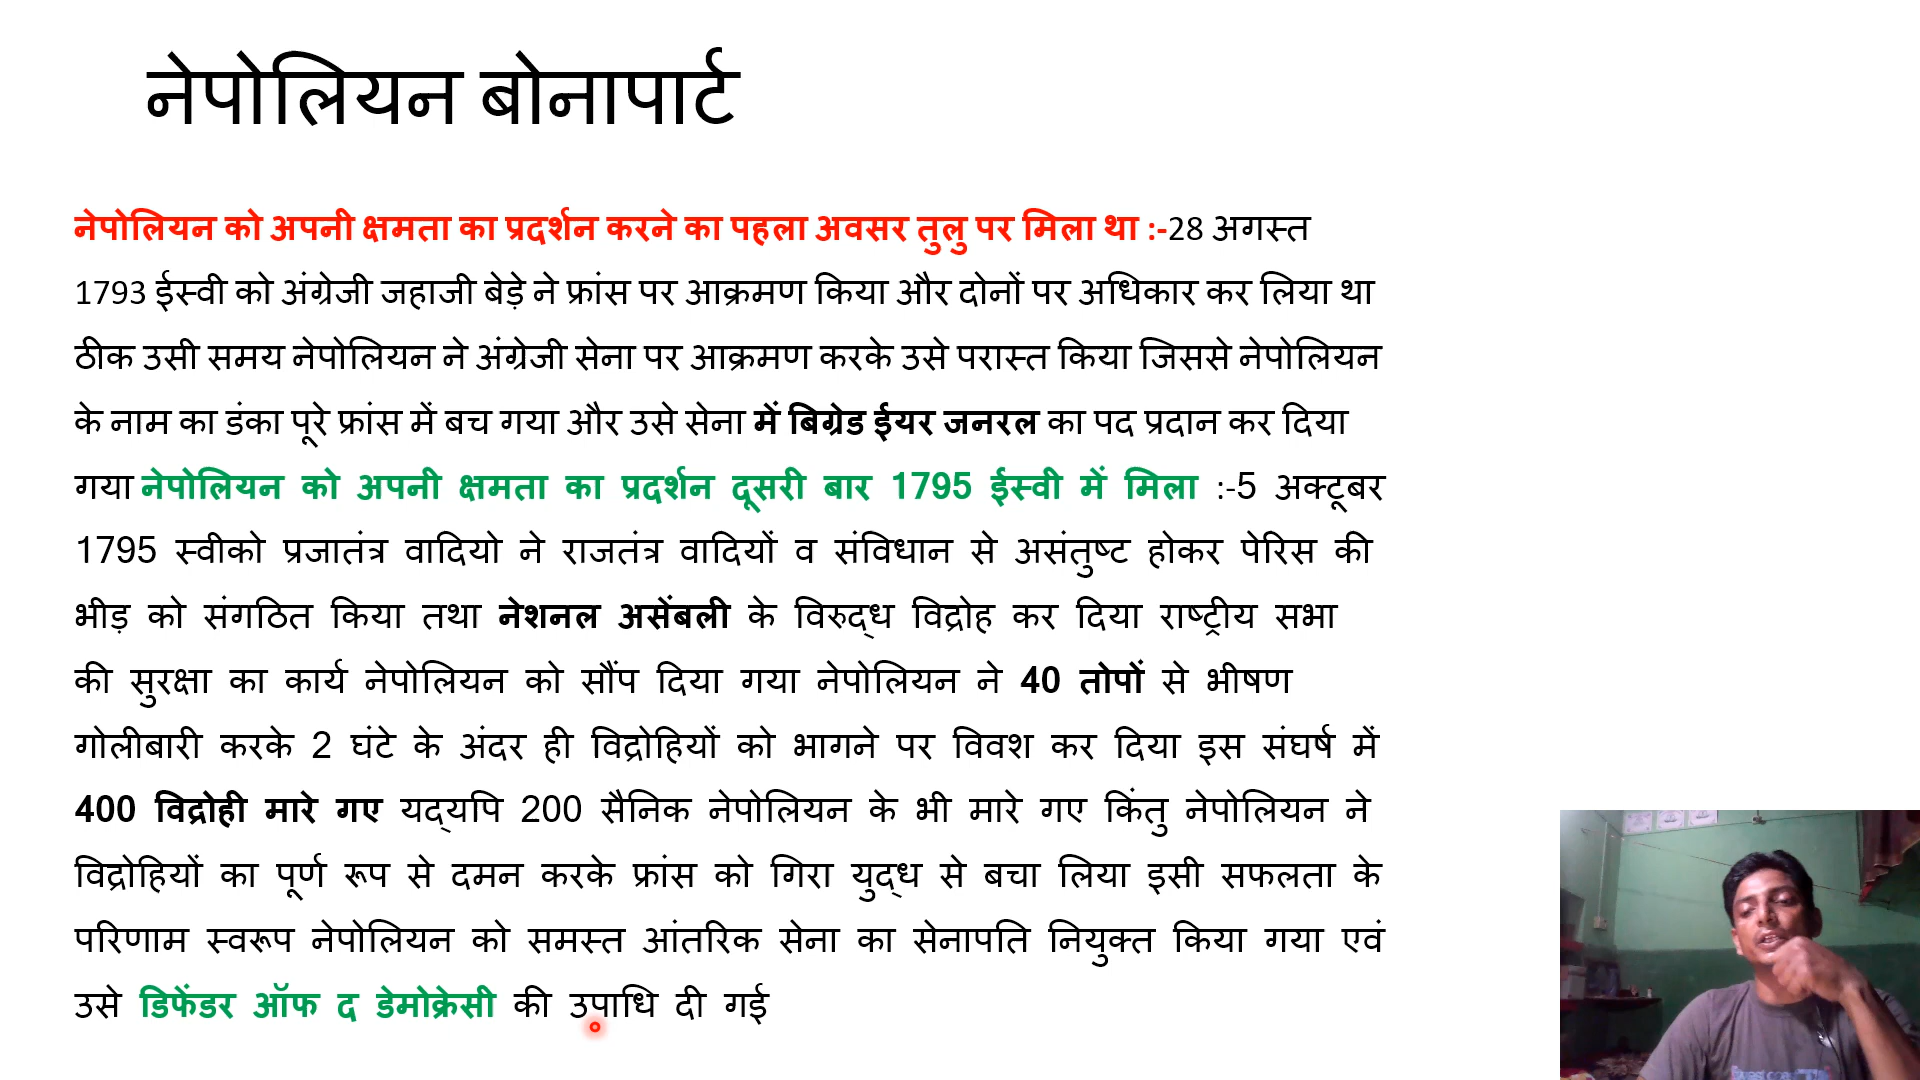 नेपोलियन बोनापार्ट
नेपोलियन को अपनी क्षमता का प्रदर्शन करने का पहला अवसर तुलु पर मिला था :-28 अगस्त
1793 ईस्वी को अंग्रेजी जहाजी बेड़े ने फ्रांस पर आक्रमण किया और दोनों पर अधिकार कर लिया था
ठीक उसी समय नेपोलियन ने अंग्रेजी सेना पर आक्रमण करके उसे परास्त किया जिससे नेपोलियन
के नाम का डंका पूरे फ्रांस में बच गया और उसे सेना में बिग्रेड ईयर जनरल का पद प्रदान कर दिया
गया नेपोलियन को अपनी क्षमता का प्रदर्शन दूसरी बार 1795 ईस्वी में मिला :-5 अक्टूबर
1795 स्वीको प्रजातंत्र वादियो ने राजतंत्र वादियों व संविधान से असंतुष्ट होकर पेरिस की
भीड़ को संगठित किया तथा नेशनल असेंबली के विरुद्ध विद्रोह कर दिया राष्ट्रीय सभा
की सुरक्षा का कार्य नेपोलियन को सौंप दिया गया नेपोलियन ने 40 तोपों से भीषण
गोलीबारी करके 2 घंटे के अंदर ही विद्रोहियों को भागने पर विवश कर दिया इस संघर्ष में
400 विद्रोही मारे गए यद्यपि 200 सैनिक नेपोलियन के भी मारे गए किंतु नेपोलियन ने
विद्रोहियों का पूर्ण रूप से दमन करके फ्रांस को गिरा युद्ध से बचा लिया इसी सफलता के
परिणाम स्वरूप नेपोलियन को समस्त आंतरिक सेना का सेनापति नियुक्त किया गया एवं
उसे डिफेंडर ऑफ द डेमोक्रेसी की उपाधि दी गई